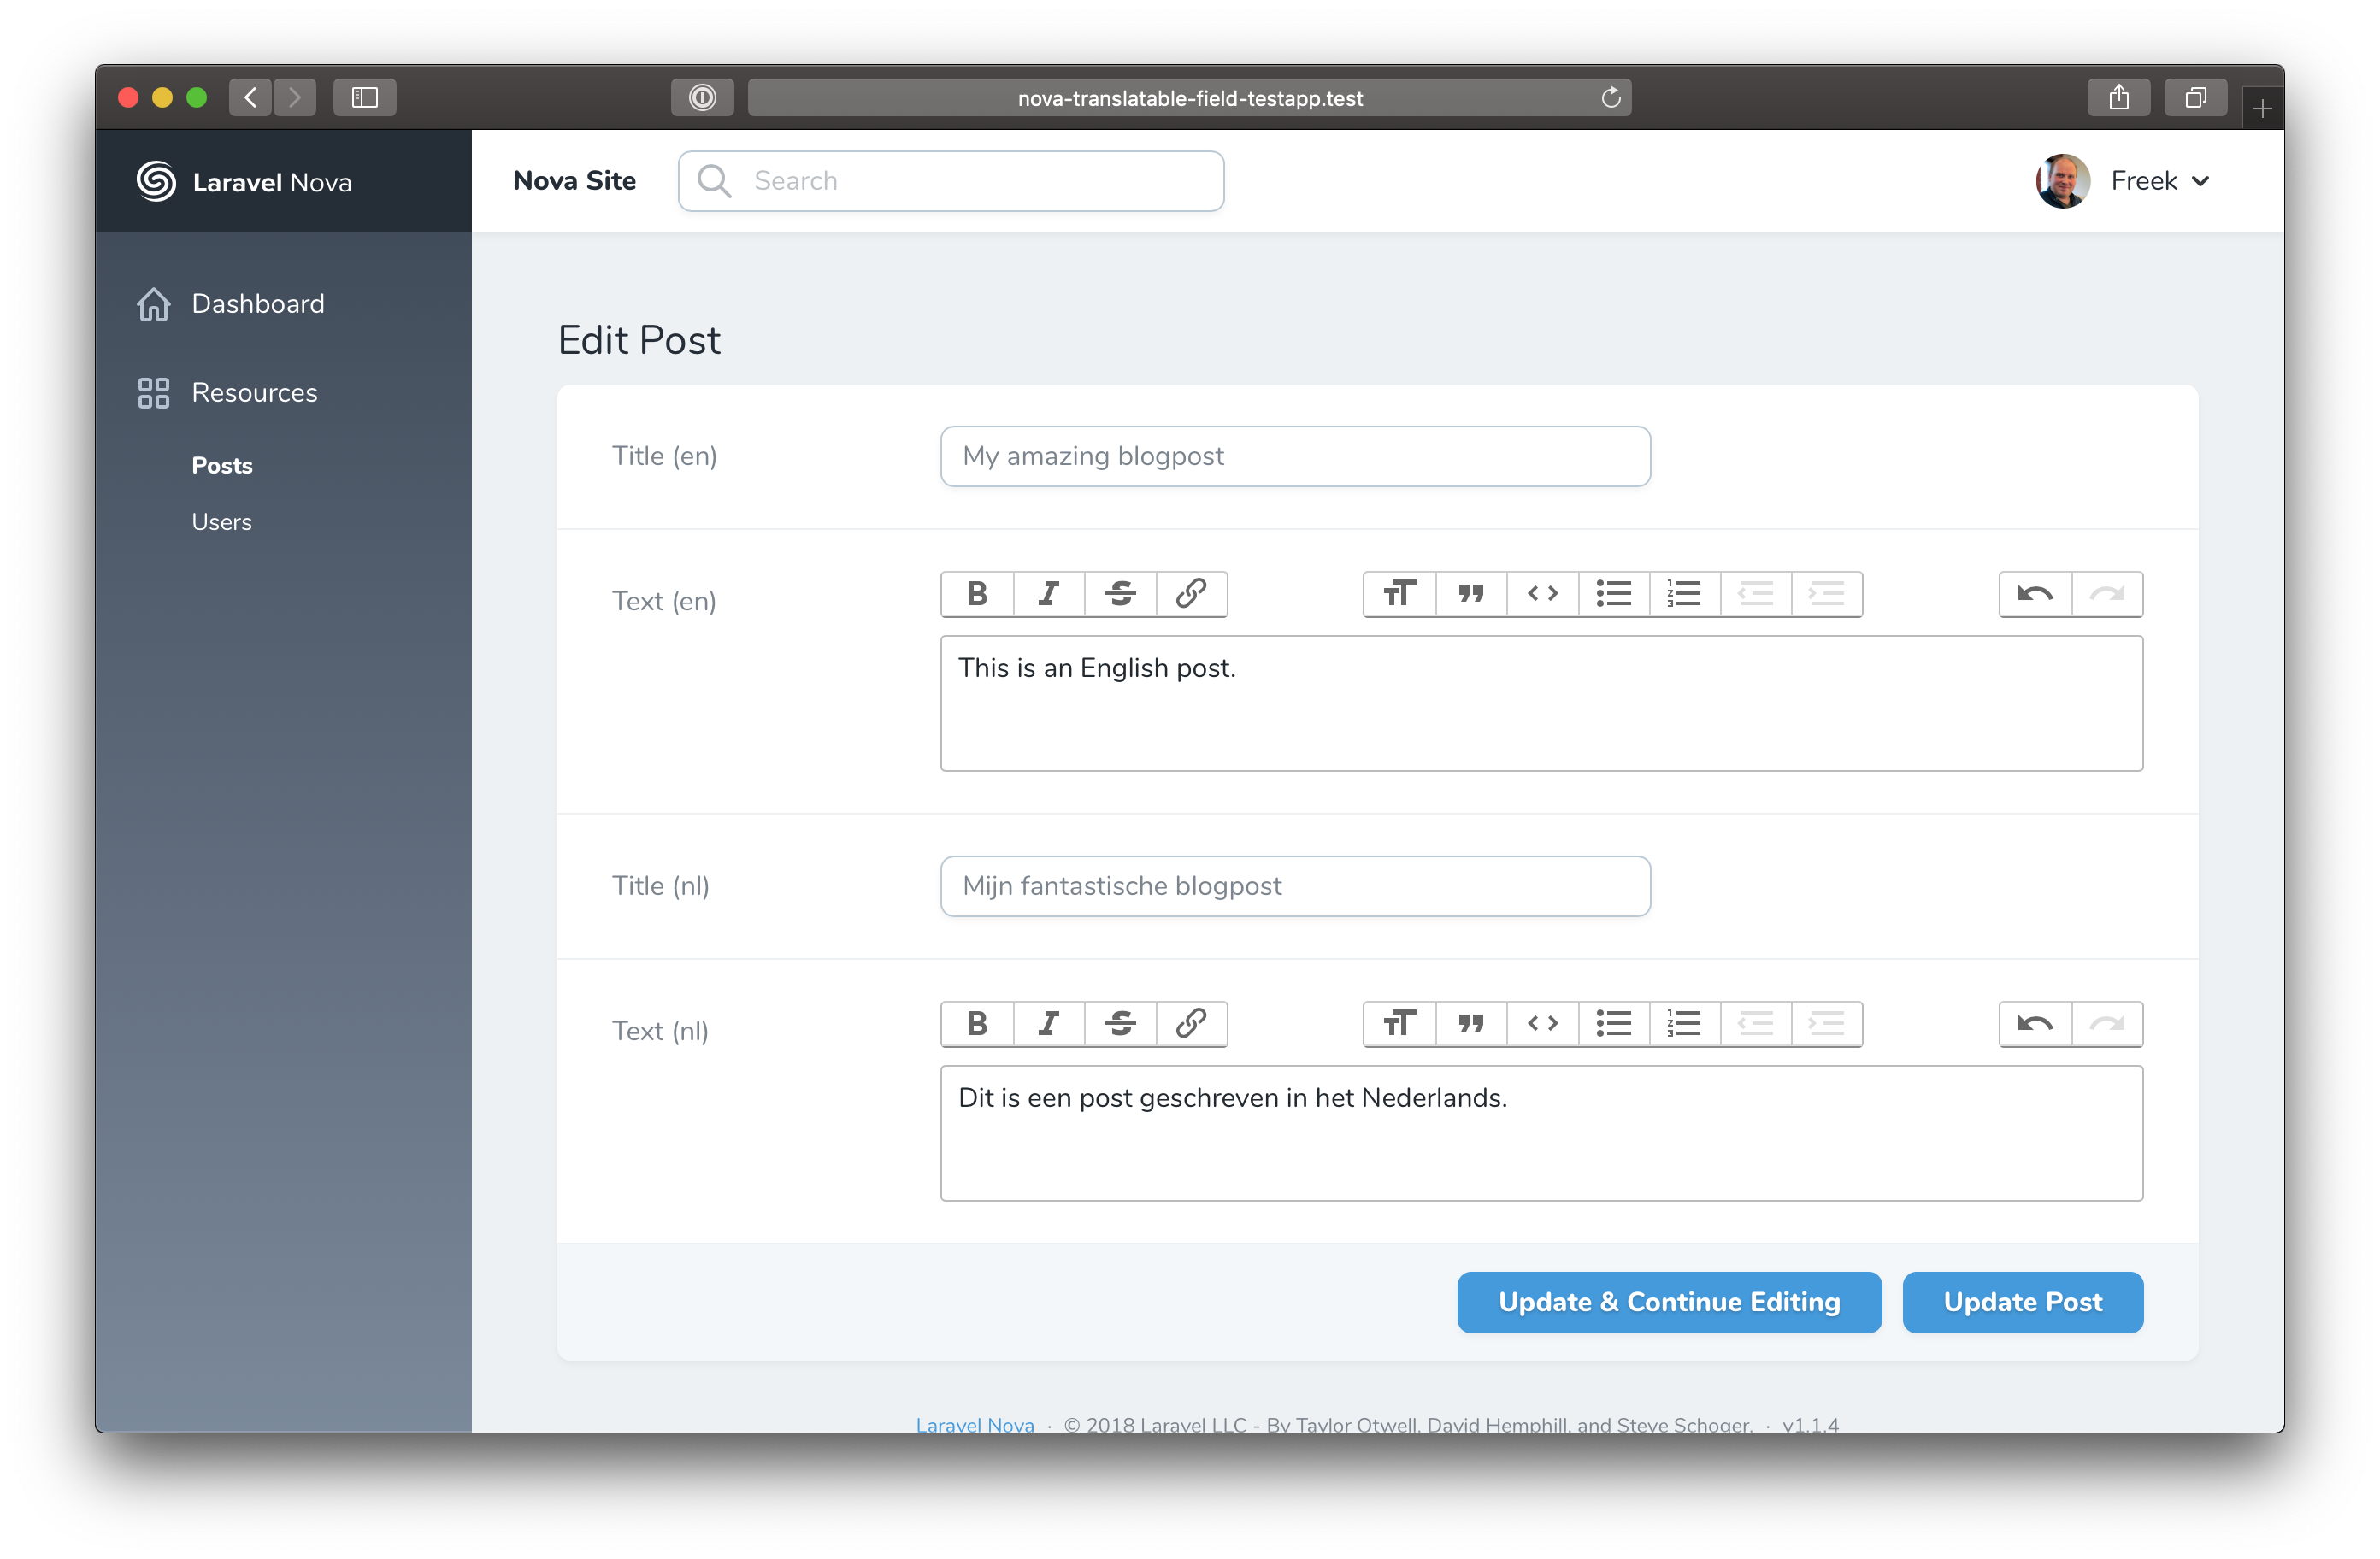 nova-translatable-field-testapp.test
Laravel Nova
Nova Site
Search
Freek
Dashboard
Resources
Posts
Users
Edit Post
Title (en)
My amazing blogpost
Text (en)
This is an English post.
Title (nl)
Mijn fantastische blogpost
Text (nl)
Dit is een post geschreven in het Nederlands.
Update & Continue Editing
Update Post
Laravel Nova · © 2018 Laravel LLC - By Taylor Otwell, David Hemphill, and Steve Schoger. · v1.1.4